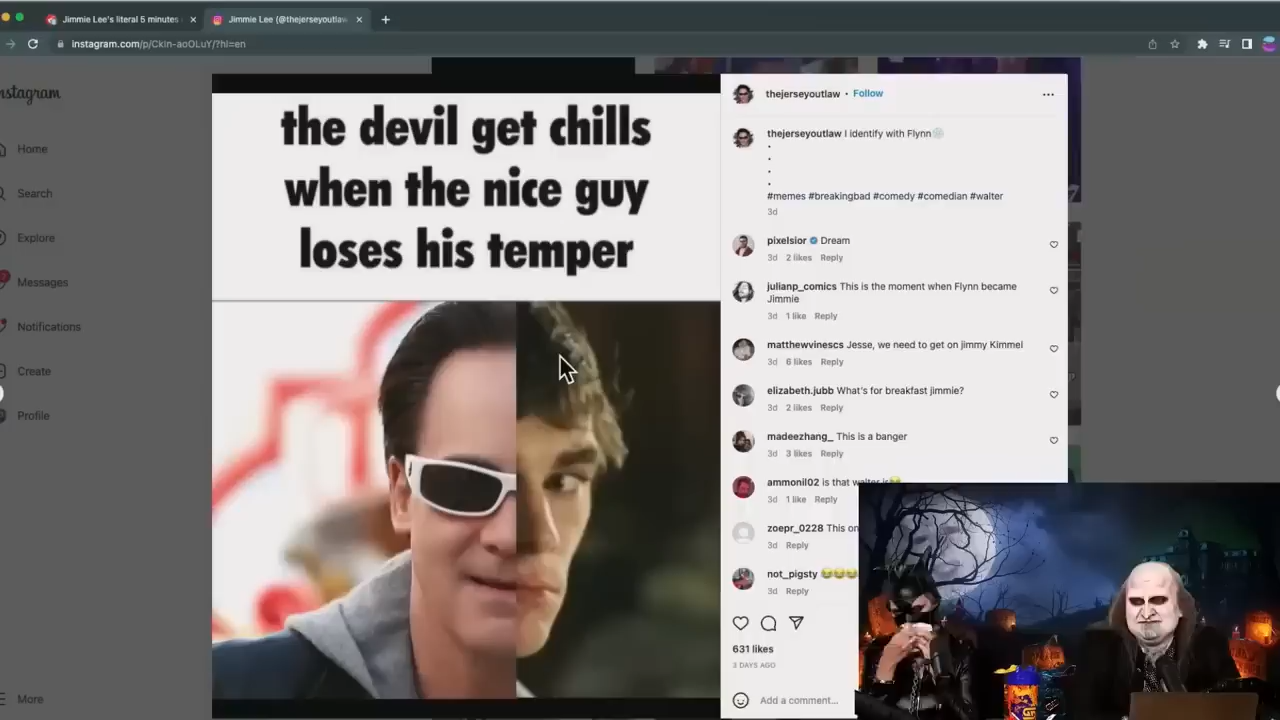 Jimmie Lee's literal 5 minutes
Jimmie Lee (@thejerseyoutlaw
instagram.com/p/CkIn-aoOLuY/?hl=en
nstagram
Home
Search
Explore
Messages
Notifications
Create
Profile
More
the devil get chills
when the nice guy
loses his temper
thejerseyoutlaw • Follow
thejerseyoutlaw I identify with Flynn
.
.
.
.
#memes #breakingbad #comedy #comedian #walter
3d
pixelsior Dream
3d 2 likes Reply
julianp_comics This is the moment when Flynn became
Jimmie
3d 1 like Reply
matthewvinescs Jesse, we need to get on jimmy Kimmel
3d 6 likes Reply
elizabeth.jubb What's for breakfast jimmie?
3d 2 likes Reply
madeezhang_ This is a banger
3d 3 likes Reply
ammonil02 is that walter jr😂
3d 1 like Reply
zoepr_0228 This on
3d Reply
not_pigsty 😂😂😂
3d Reply
631 likes
3 DAYS AGO
Add a comment...